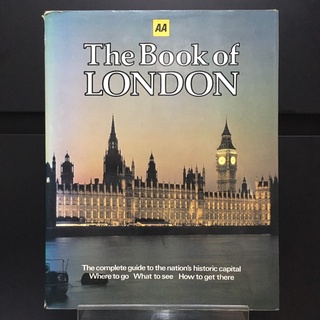 AA
The Book of
LONDON
The complete guide to the nation's historic capital
Where to go What to see How to get there